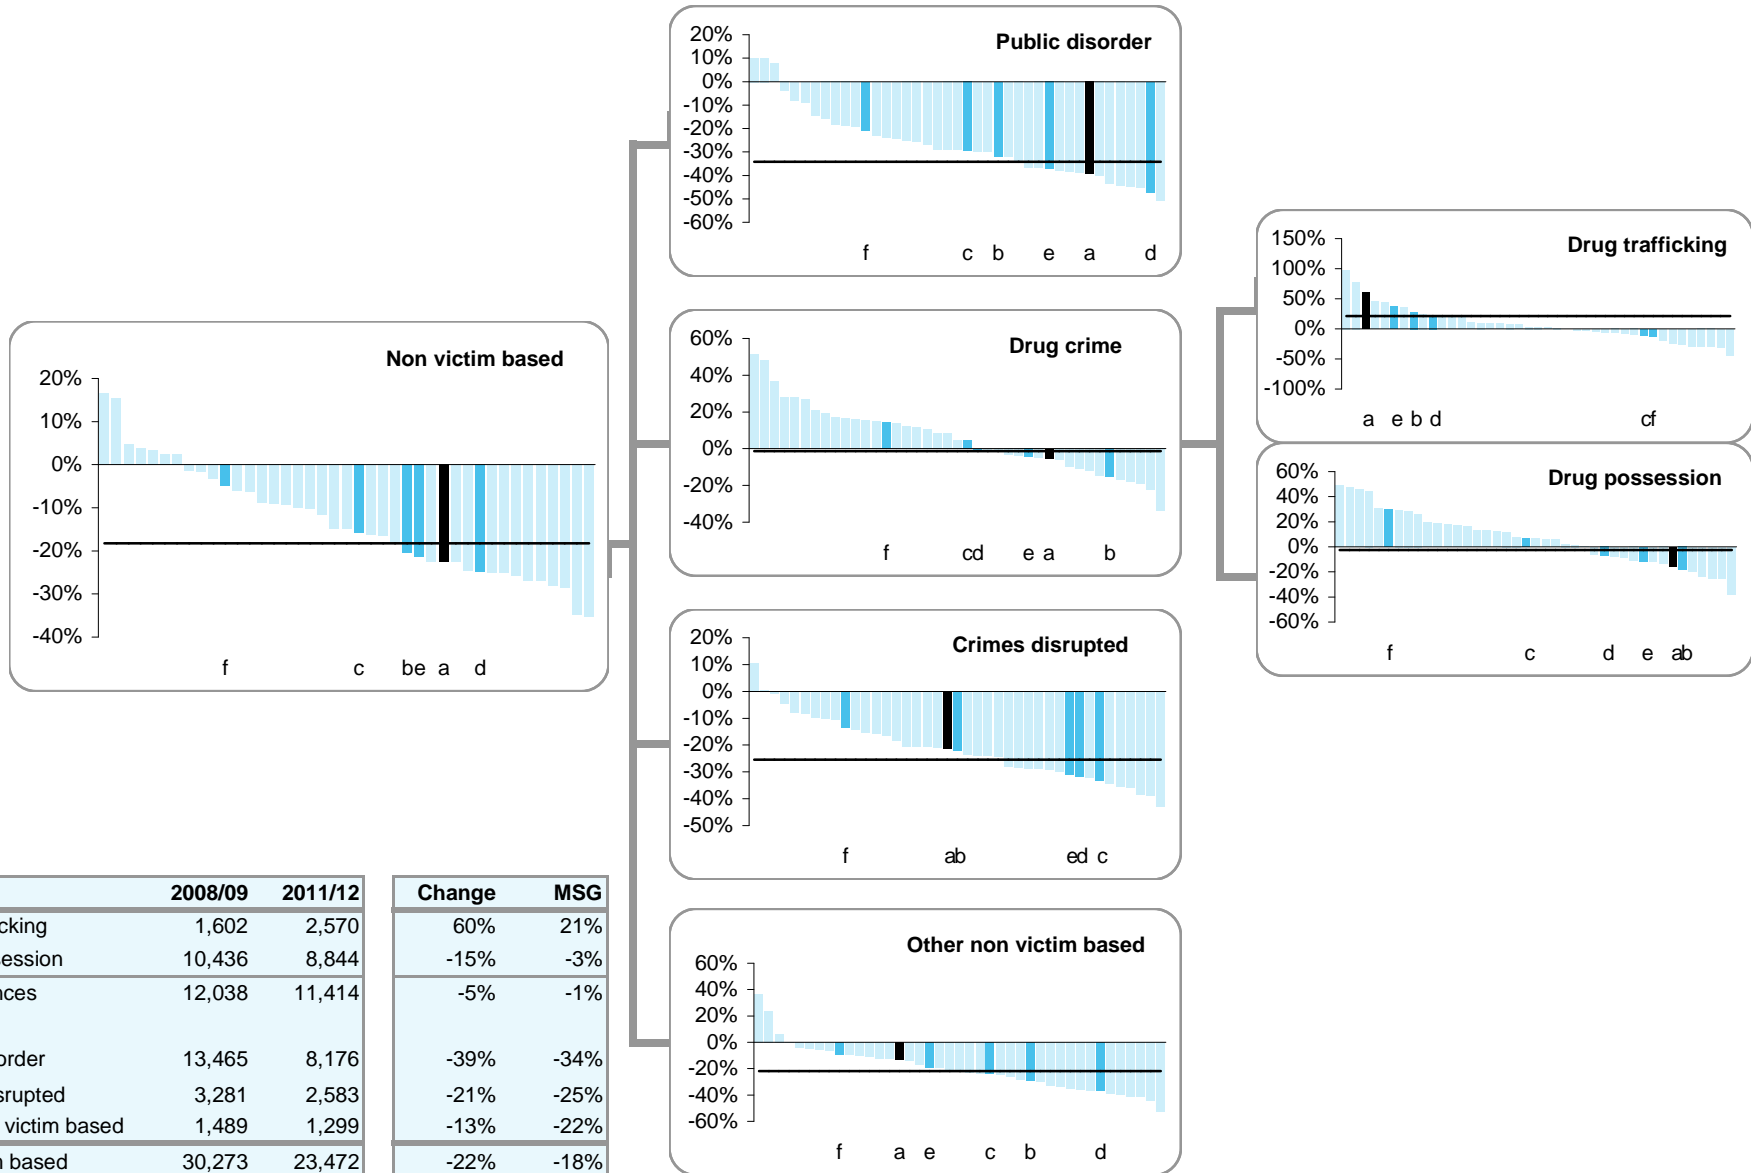 Public disorder
20%
10%
0%
-10%
-20%
-30%
-40%
-50%
-60%
f c b e a d
Drug trafficking
150%
100%
50%
0%
-50%
-100%
a e b d cf
Non victim based
20%
10%
0%
-10%
-20%
-30%
-40%
f c be a d
Drug crime
60%
40%
20%
0%
-20%
-40%
f cd e a b
Drug possession
60%
40%
20%
0%
-20%
-40%
-60%
f c d e ab
Crimes disrupted
20%
10%
0%
-10%
-20%
-30%
-40%
-50%
f ab ed c
Other non victim based
60%
40%
20%
0%
-20%
-40%
-60%
f a e c b d
2008/09 2011/12 Change MSG
cking 1,602 2,570 60% 21%
ession 10,436 8,844 -15% -3%
nces 12,038 11,414 -5% -1%
order 13,465 8,176 -39% -34%
srupted 3,281 2,583 -21% -25%
victim based 1,489 1,299 -13% -22%
n based 30,273 23,472 -22% -18%